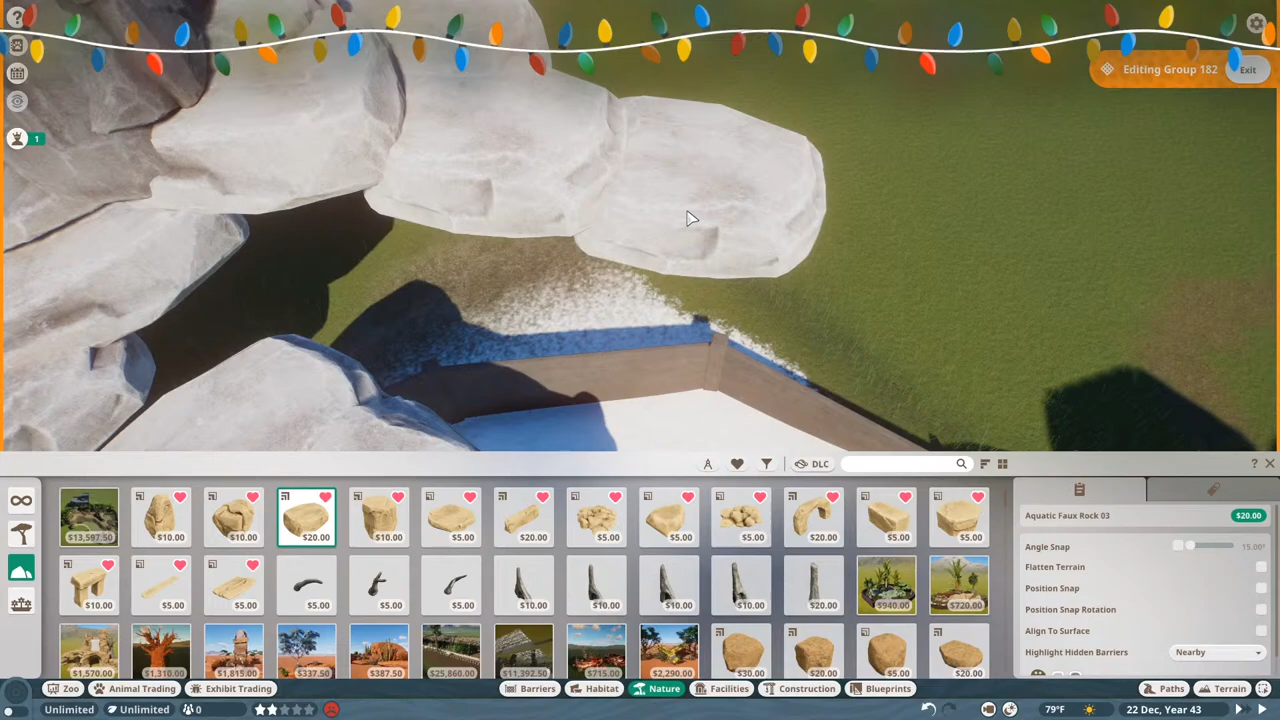 ?
Editing Group 182
Exit
1
DLC
? ×
$13,597.50
$10.00
$10.00
$20.00
$10.00
$5.00
$20.00
$5.00
$5.00
$5.00
$20.00
$5.00
$5.00
$10.00
$5.00
$5.00
$5.00
$5.00
$5.00
$10.00
$10.00
$10.00
$10.00
$20.00
$940.00
$720.00
$1,570.00
$1,310.00
$1,815.00
$337.50
$387.50
$25,860.00
$11,392.50
$715.00
$2,290.00
$30.00
$20.00
$5.00
$20.00
Aquatic Faux Rock 03
$20.00
Angle Snap
15.00°
Flatten Terrain
Position Snap
Position Snap Rotation
Align To Surface
Highlight Hidden Barriers
Nearby
Zoo
Animal Trading
Exhibit Trading
Barriers
Habitat
Nature
Facilities
Construction
Blueprints
Paths
Terrain
Unlimited
Unlimited
0
79°F
22 Dec, Year 43